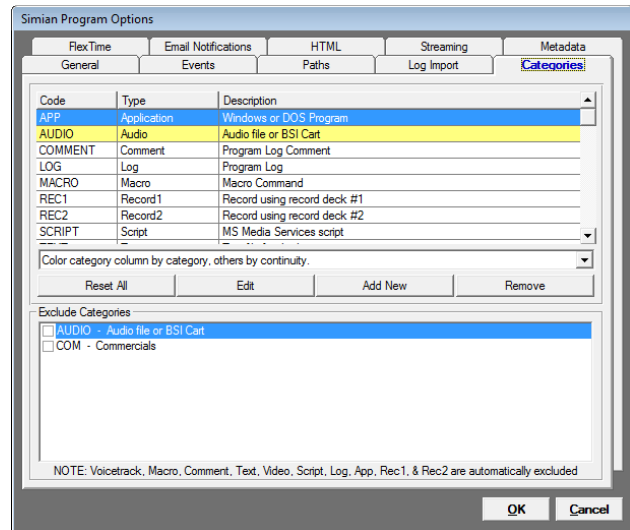 Simian Program Options
FlexTime Email Notifications HTML Streaming Metadata
General Events Paths Log Import Categories
Code Type Description
APP Application Windows or DOS Program
AUDIO Audio Audio file or BSI Cart
COMMENT Comment Program Log Comment
LOG Log Program Log
MACRO Macro Macro Command
REC1 Record1 Record using record deck #1
REC2 Record2 Record using record deck #2
SCRIPT Script MS Media Services script
Color category column by category, others by continuity.
Reset All Edit Add New Remove
Exclude Categories
AUDIO - Audio file or BSI Cart
COM - Commercials
NOTE: Voicetrack, Macro, Comment, Text, Video, Script, Log, App, Rec1, & Rec2 are automatically excluded
OK Cancel